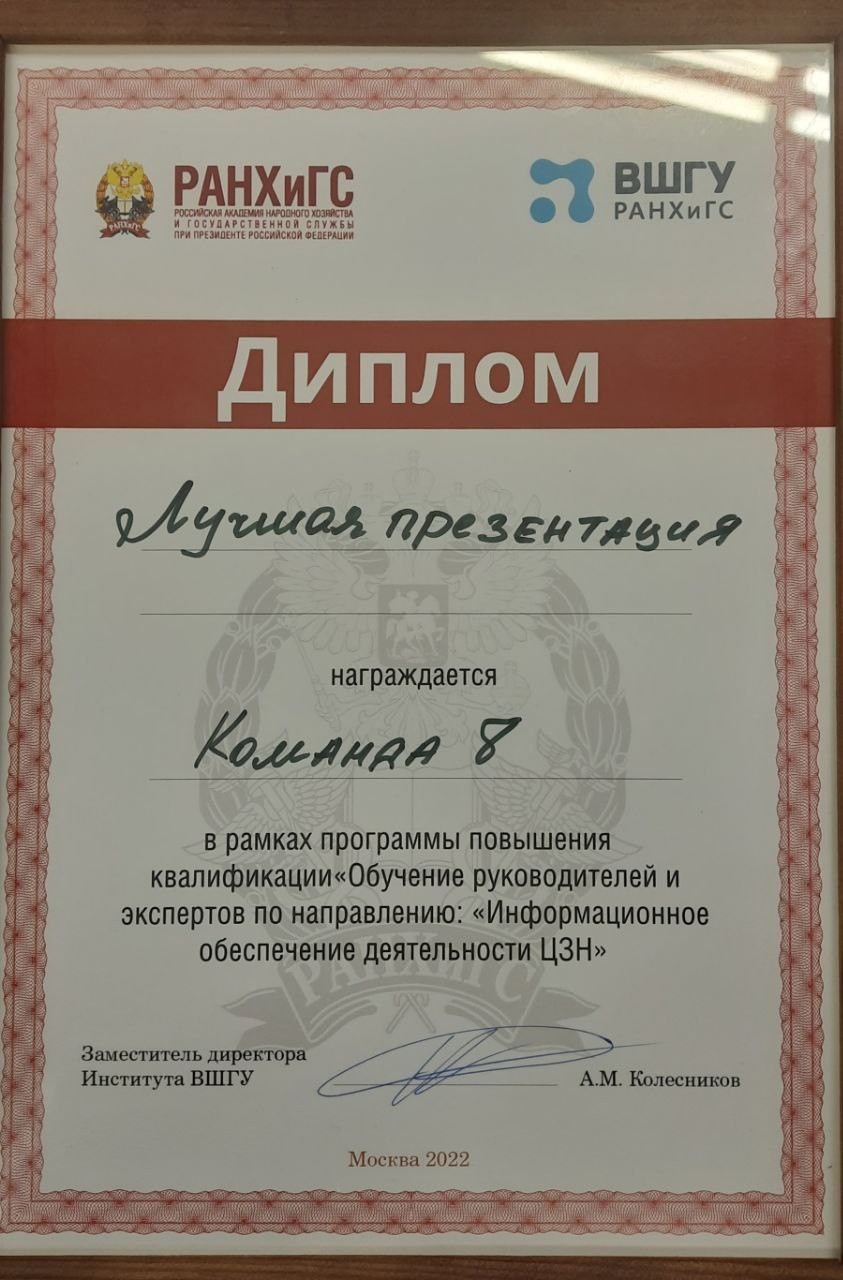 РАНХиГС
РОССИЙСКАЯ АКАДЕМИЯ НАРОДНОГО ХОЗЯЙСТВА
И ГОСУДАРСТВЕННОЙ СЛУЖБЫ
ПРИ ПРЕЗИДЕНТЕ РОССИЙСКОЙ ФЕДЕРАЦИИ
РАНХиГС
ВШГУ
РАНХиГС
Диплом
Лучшая презентация
награждается
Команда 8
в рамках программы повышения
квалификации«Обучение руководителей и
экспертов по направлению: «Информационное
обеспечение деятельности ЦЗН»
РАНХиГС
Заместитель директора
Института ВШГУ
А.М. Колесников
Москва 2022